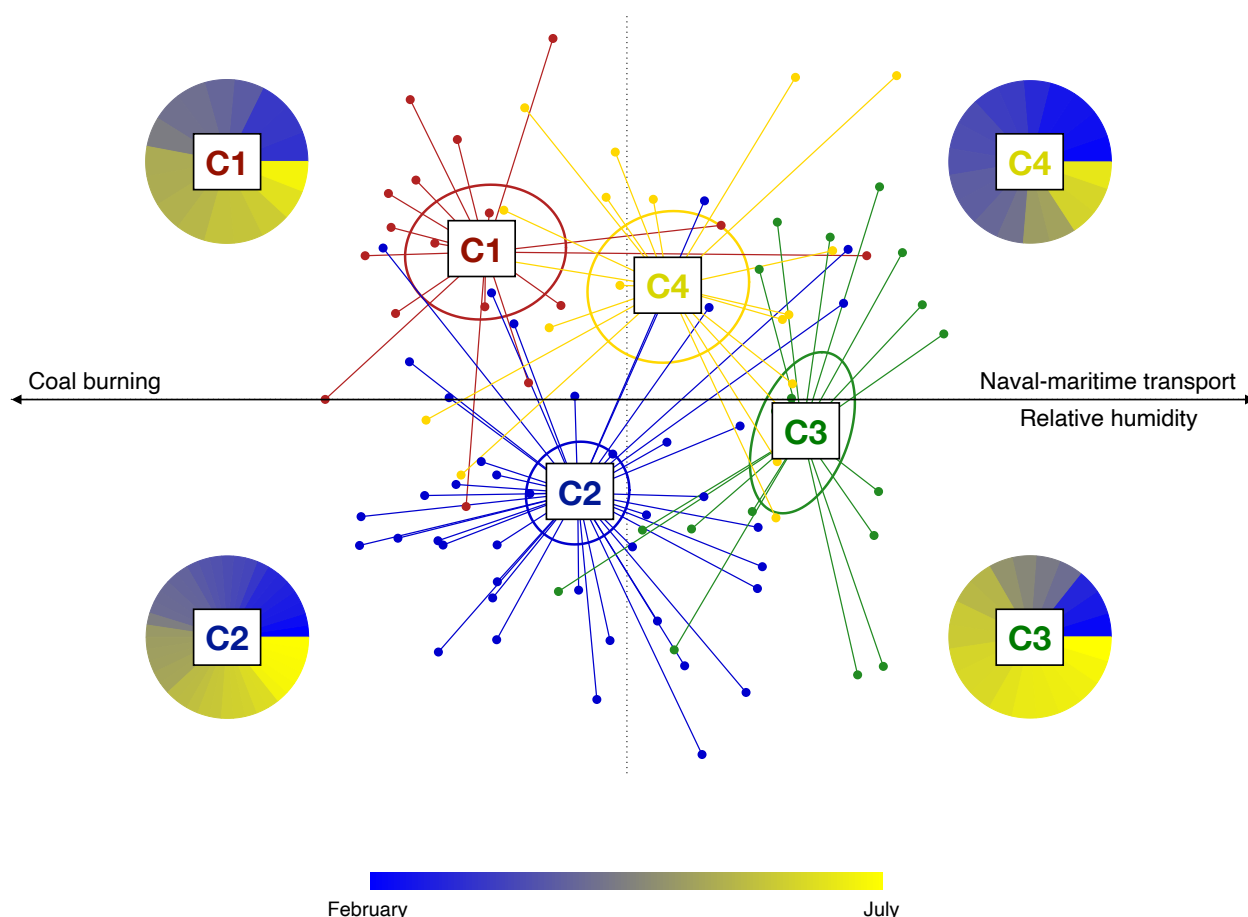 C1
C4
C1
C4
Coal burning
Naval-maritime transport
Relative humidity
C3
C2
C2
C3
February
July